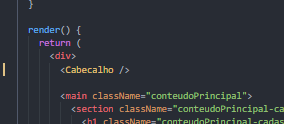 }
render() {
return (
<div>
<Cabecalho />
<main className="conteudoPrincipal">
<section className="conteudoPrincipal-ca
<h1 className="conteudoPrincipal-cadas